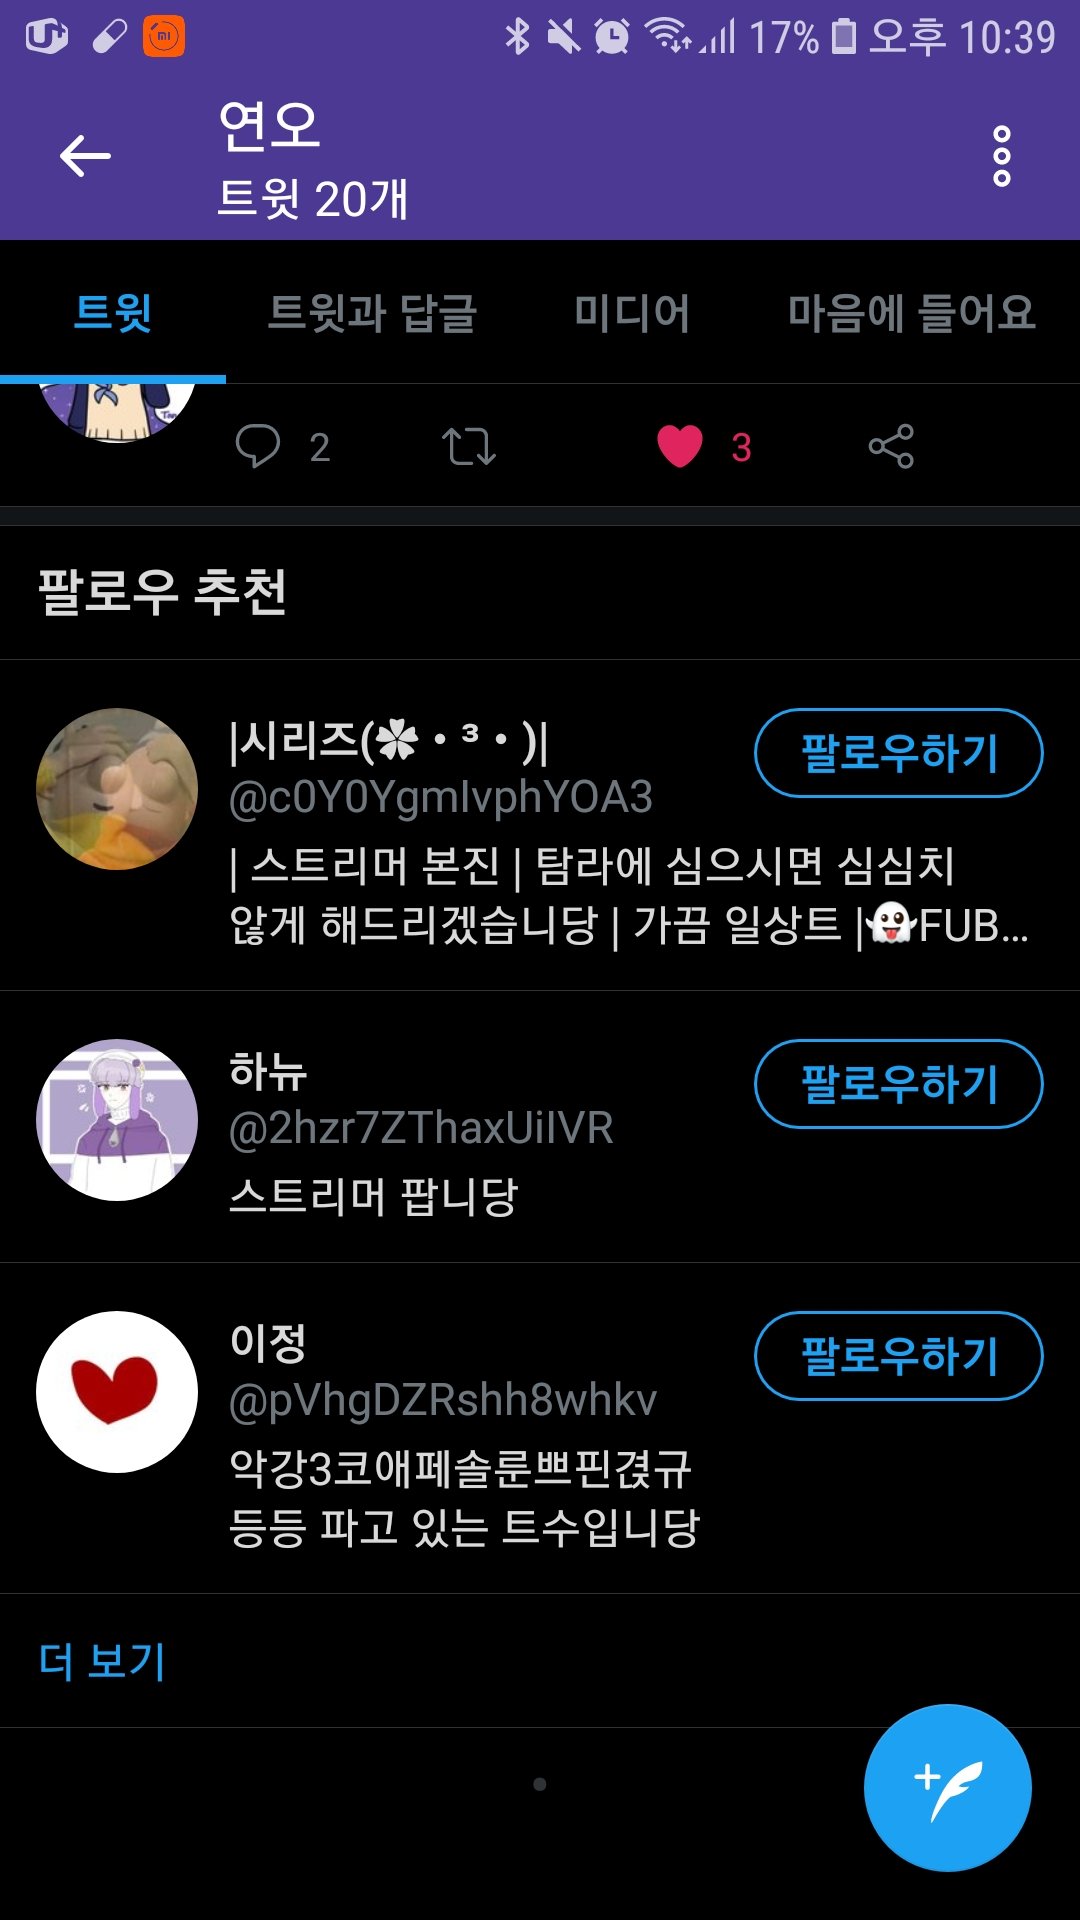 17% 오후 10:39
연오
트윗 20개
트윗 트윗과 답글 미디어 마음에 들어요
2 3
팔로우 추천
|시리즈(✽・³・)|
팔로우하기
@c0Y0YgmIvphYOA3
| 스트리머 본진 | 탐라에 심으시면 심심치
않게 해드리겠습니당 | 가끔 일상트 |👻FUB...
하뉴
팔로우하기
@2hzr7ZThaxUiIVR
스트리머 팝니당
이정
팔로우하기
@pVhgDZRshh8whkv
악강3코애페솔룬쁘핀겭규
등등 파고 있는 트수입니당
더 보기